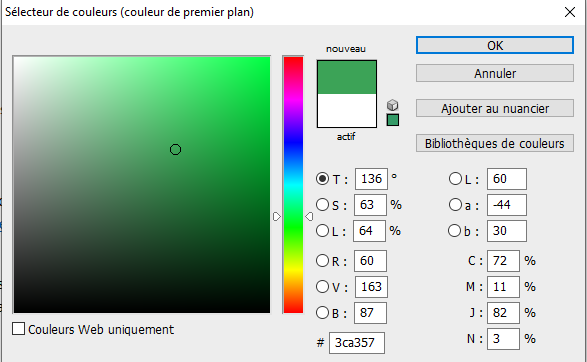 Sélecteur de couleurs (couleur de premier plan)
nouveau
actif
OK
Annuler
Ajouter au nuancier
Bibliothèques de couleurs
T : 136 °
S : 63 %
L : 64 %
R : 60
V : 163
B : 87
# 3ca357
L : 60
a : -44
b : 30
C : 72 %
M : 11 %
J : 82 %
N : 3 %
Couleurs Web uniquement